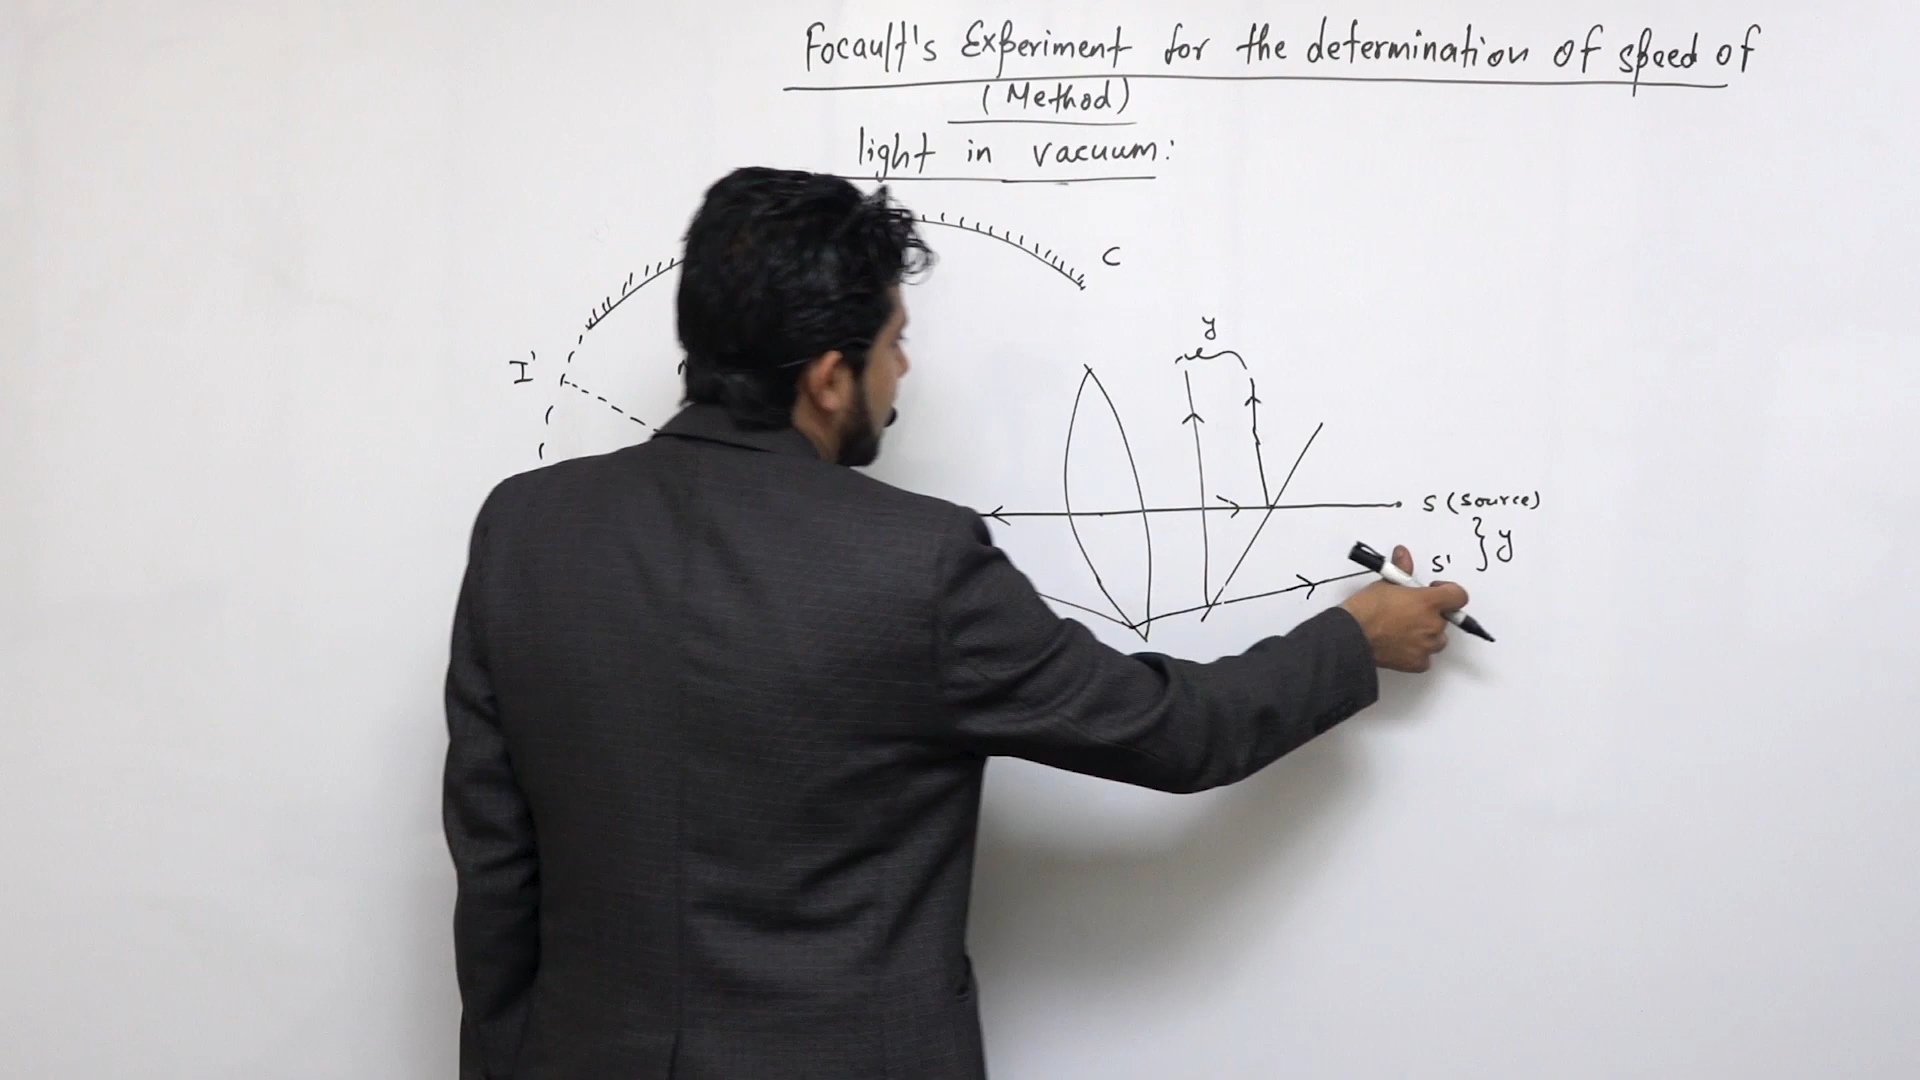 Focault's Experiment for the determination of speed of
(Method)
light in vacuum:
C
y
I'
S (source)
} y
S'